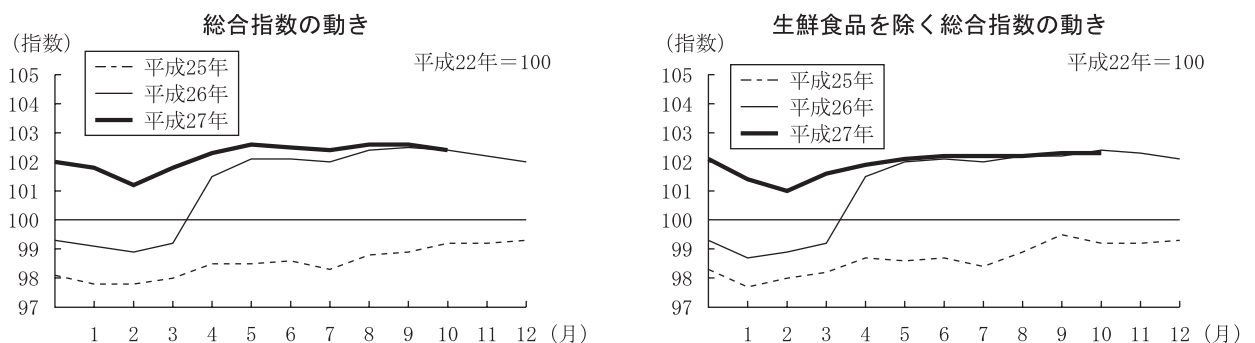 総合指数の動き
（指数）
平成22年＝100
平成25年
平成26年
平成27年
105
104
103
102
101
100
99
98
97
1 2 3 4 5 6 7 8 9 10 11 12（月）
生鮮食品を除く総合指数の動き
（指数）
平成22年＝100
平成25年
平成26年
平成27年
105
104
103
102
101
100
99
98
97
1 2 3 4 5 6 7 8 9 10 11 12（月）